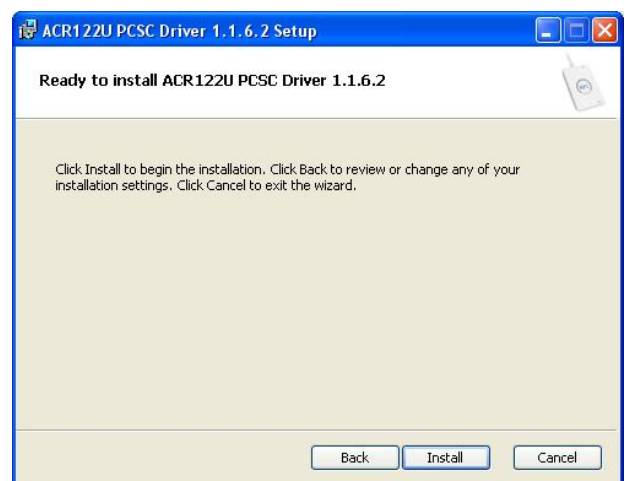 ACR122U PCSC Driver 1.1.6.2 Setup
Ready to install ACR122U PCSC Driver 1.1.6.2
Click Install to begin the installation. Click Back to review or change any of your
installation settings. Click Cancel to exit the wizard.
Back Install Cancel